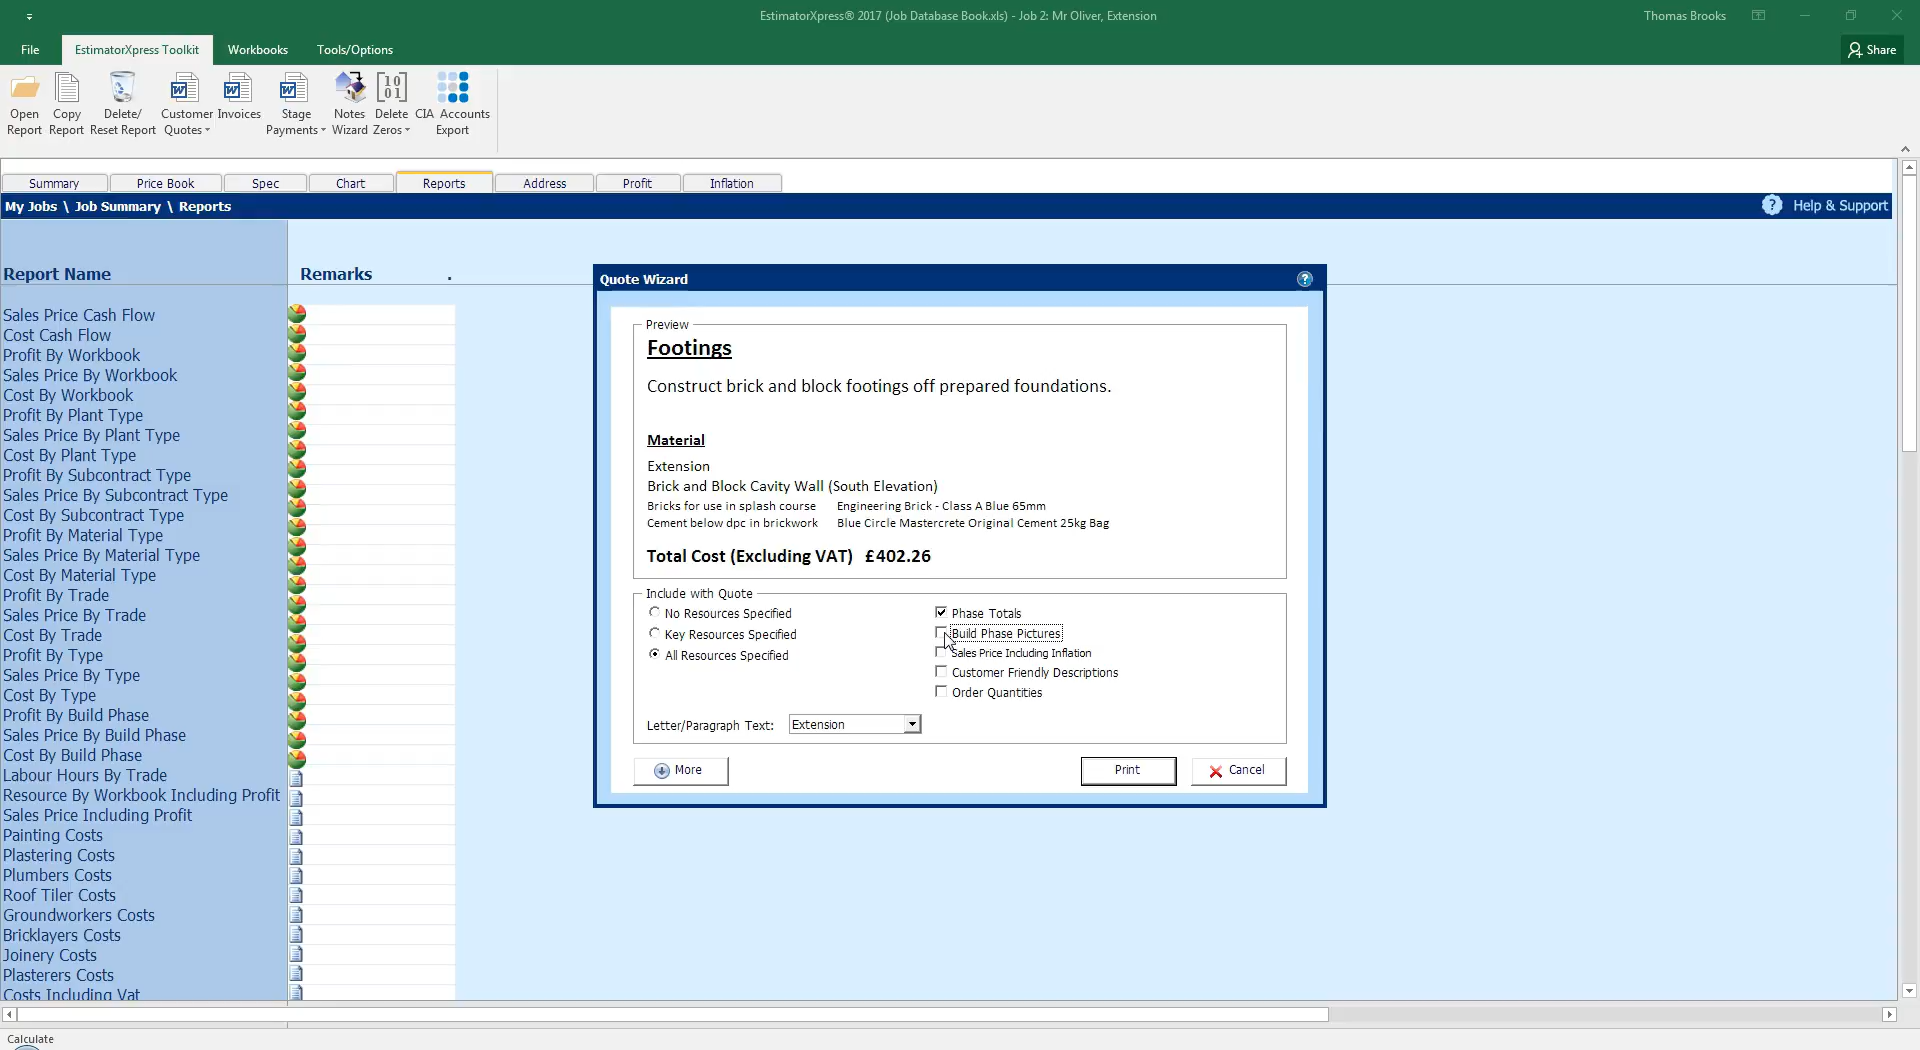 EstimatorXpress® 2017 (Job Database Book.xls) - Job 2: Mr Oliver, Extension
Thomas Brooks
File
EstimatorXpress Toolkit
Workbooks
Tools/Options
Share
Open Report
Copy Report
Delete/ Reset Report
Customer Quotes
Invoices
Stage Payments
Notes Wizard
10 01
Delete Zeros
CIA Accounts Export
Summary
Price Book
Spec
Chart
Reports
Address
Profit
Inflation
My Jobs \ Job Summary \ Reports
? Help & Support
Report Name
Remarks .
Sales Price Cash Flow
Cost Cash Flow
Profit By Workbook
Sales Price By Workbook
Cost By Workbook
Profit By Plant Type
Sales Price By Plant Type
Cost By Plant Type
Profit By Subcontract Type
Sales Price By Subcontract Type
Cost By Subcontract Type
Profit By Material Type
Sales Price By Material Type
Cost By Material Type
Profit By Trade
Sales Price By Trade
Cost By Trade
Profit By Type
Sales Price By Type
Cost By Type
Profit By Build Phase
Sales Price By Build Phase
Cost By Build Phase
Labour Hours By Trade
Resource By Workbook Including Profit
Sales Price Including Profit
Painting Costs
Plastering Costs
Plumbers Costs
Roof Tiler Costs
Groundworkers Costs
Bricklayers Costs
Joinery Costs
Plasterers Costs
Costs Including Vat
Quote Wizard
?
Preview
Footings
Construct brick and block footings off prepared foundations.
Material
Extension
Brick and Block Cavity Wall (South Elevation)
Bricks for use in splash course Engineering Brick - Class A Blue 65mm
Cement below dpc in brickwork Blue Circle Mastercrete Original Cement 25kg Bag
Total Cost (Excluding VAT) £402.26
Include with Quote
No Resources Specified
Key Resources Specified
All Resources Specified
Phase Totals
Build Phase Pictures
Sales Price Including Inflation
Customer Friendly Descriptions
Order Quantities
Letter/Paragraph Text: Extension
More
Print
Cancel
Calculate